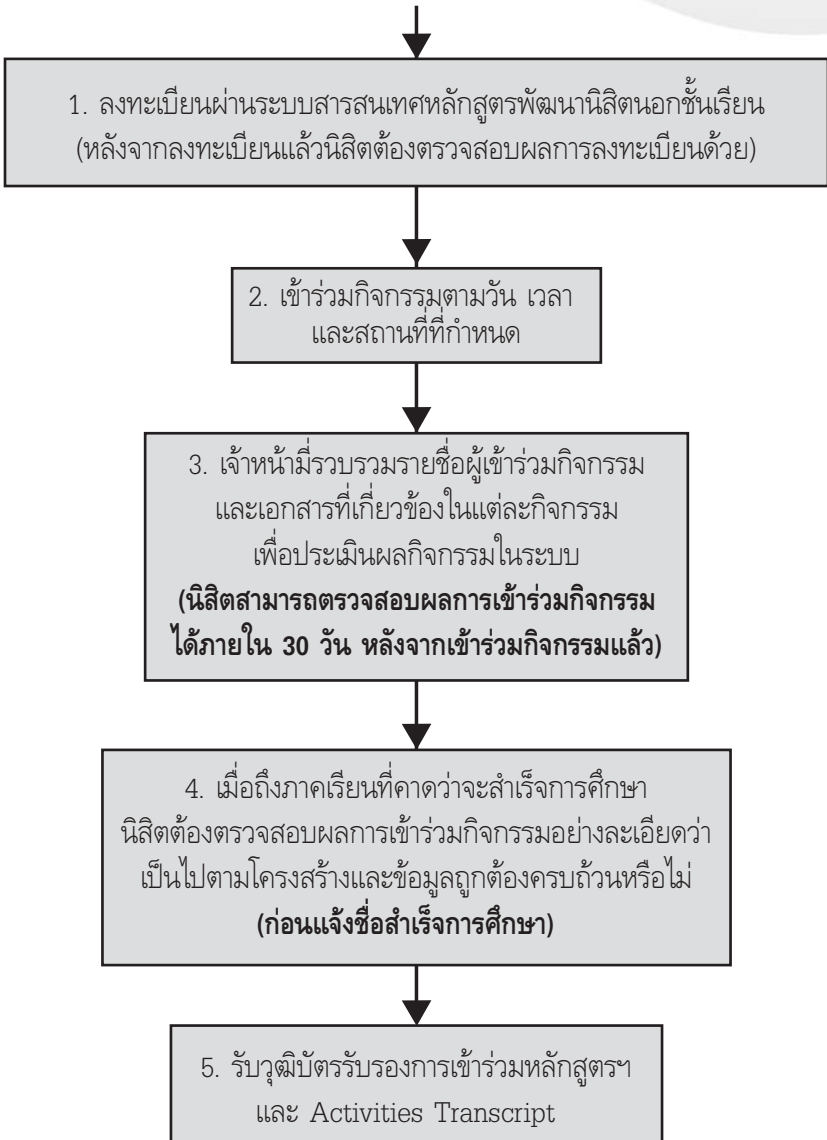 1. ลงทะเบียนผ่านระบบสารสนเทศหลักสูตรพัฒนานิสิตนอกชั้นเรียน
(หลังจากลงทะเบียนแล้วนิสิตต้องตรวจสอบผลการลงทะเบียนด้วย)
2. เข้าร่วมกิจกรรมตามวัน เวลา
และสถานที่ที่กำหนด
3. เจ้าหน้ามี่รวบรวมรายชื่อผู้เข้าร่วมกิจกรรม
และเอกสารที่เกี่ยวข้องในแต่ละกิจกรรม
เพื่อประเมินผลกิจกรรมในระบบ
(นิสิตสามารถตรวจสอบผลการเข้าร่วมกิจกรรม
ได้ภายใน 30 วัน หลังจากเข้าร่วมกิจกรรมแล้ว)
4. เมื่อถึงภาคเรียนที่คาดว่าจะสำเร็จการศึกษา
นิสิตต้องตรวจสอบผลการเข้าร่วมกิจกรรมอย่างละเอียดว่า
เป็นไปตามโครงสร้างและข้อมูลถูกต้องครบถ้วนหรือไม่
(ก่อนแจ้งชื่อสำเร็จการศึกษา)
5. รับวุฒิบัตรรับรองการเข้าร่วมหลักสูตรฯ
และ Activities Transcript